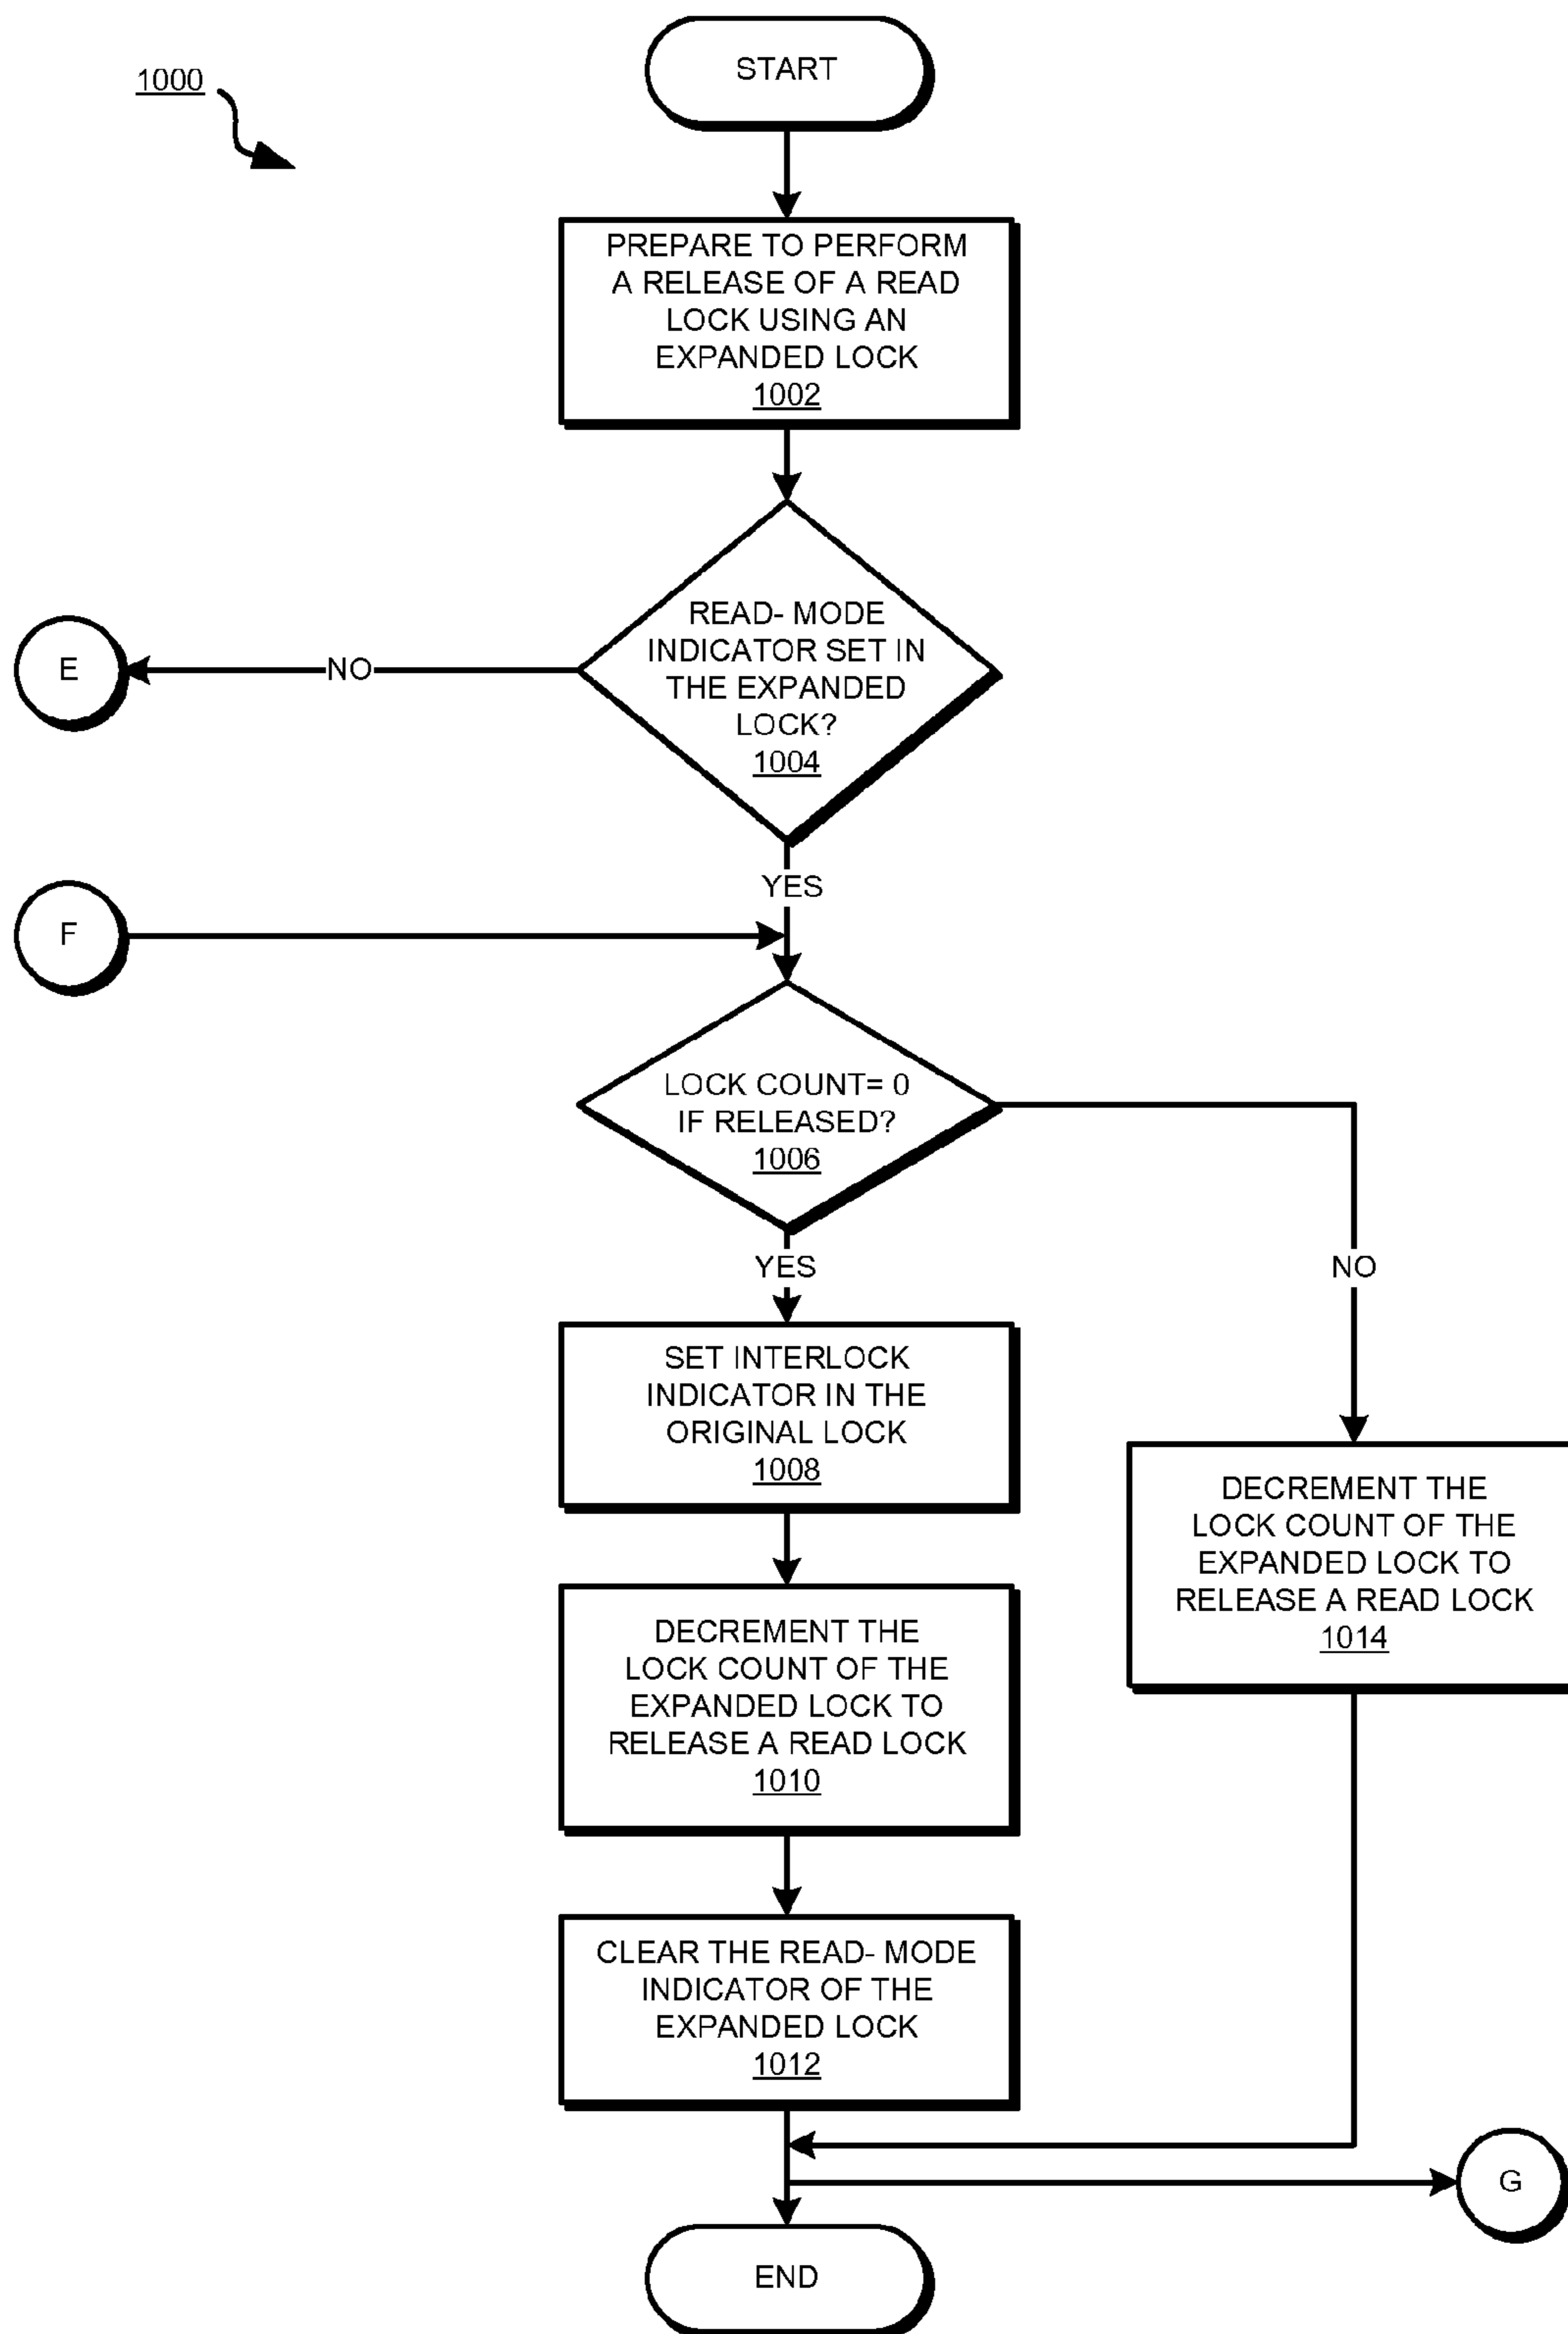 1000
START
PREPARE TO PERFORM
A RELEASE OF A READ
LOCK USING AN
EXPANDED LOCK
1002
READ- MODE
INDICATOR SET IN
THE EXPANDED
LOCK?
1004
NO
E
YES
F
LOCK COUNT= 0
IF RELEASED?
1006
YES
NO
SET INTERLOCK
INDICATOR IN THE
ORIGINAL LOCK
1008
DECREMENT THE
LOCK COUNT OF THE
EXPANDED LOCK TO
RELEASE A READ LOCK
1014
DECREMENT THE
LOCK COUNT OF THE
EXPANDED LOCK TO
RELEASE A READ LOCK
1010
CLEAR THE READ- MODE
INDICATOR OF THE
EXPANDED LOCK
1012
G
END